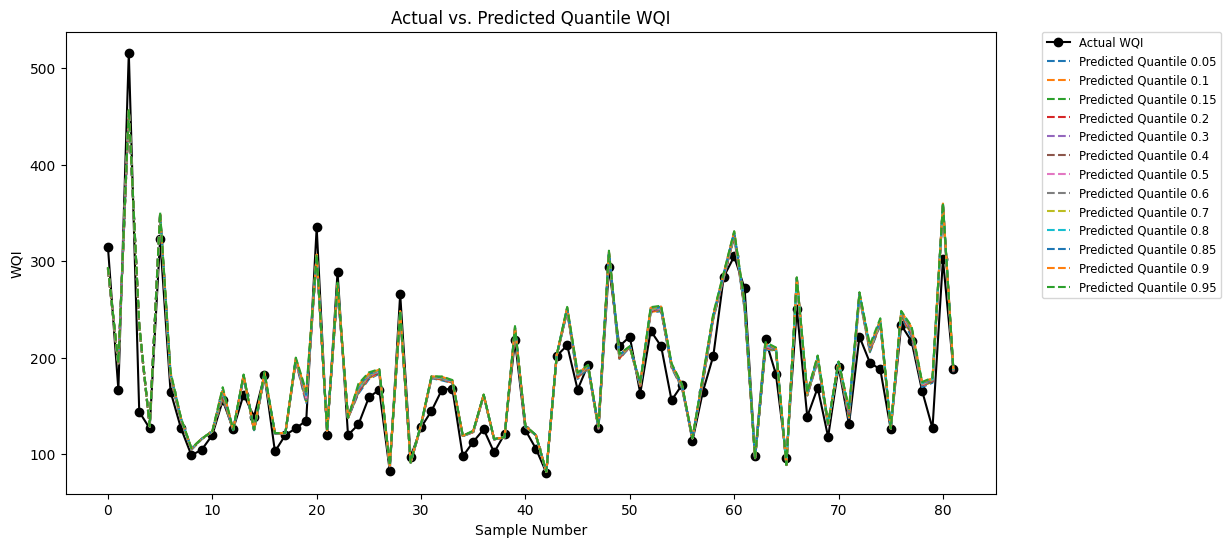 Actual vs. Predicted Quantile WQI
Actual WQI
Predicted Quantile 0.05
Predicted Quantile 0.1
Predicted Quantile 0.15
Predicted Quantile 0.2
Predicted Quantile 0.3
Predicted Quantile 0.4
Predicted Quantile 0.5
Predicted Quantile 0.6
Predicted Quantile 0.7
Predicted Quantile 0.8
Predicted Quantile 0.85
Predicted Quantile 0.9
Predicted Quantile 0.95
WQI
500
400
300
200
100
0 10 20 30 40 50 60 70 80
Sample Number